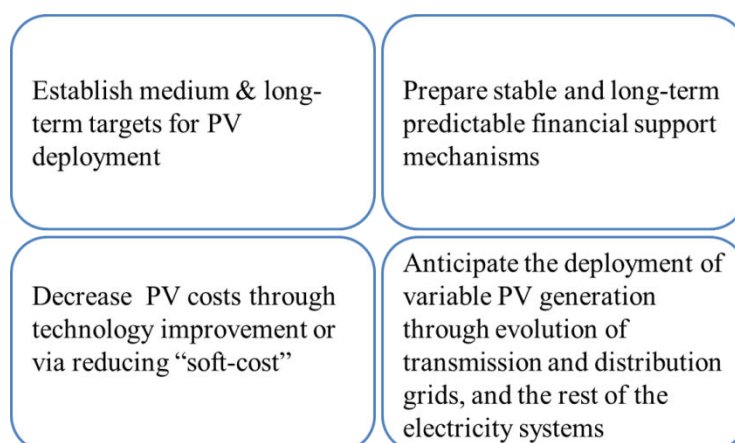 Establish medium & long-
term targets for PV
deployment
Prepare stable and long-term
predictable financial support
mechanisms
Decrease PV costs through
technology improvement or
via reducing “soft-cost”
Anticipate the deployment of
variable PV generation
through evolution of
transmission and distribution
grids, and the rest of the
electricity systems